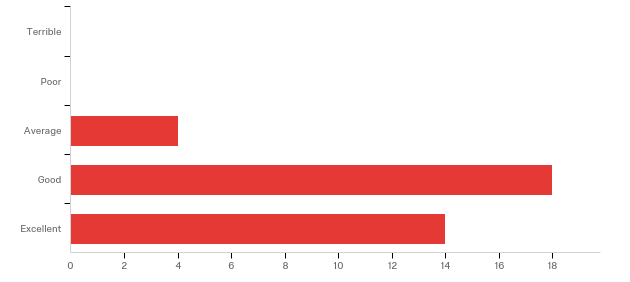 Terrible
Poor
Average
Good
Excellent
0 2 4 6 8 10 12 14 16 18